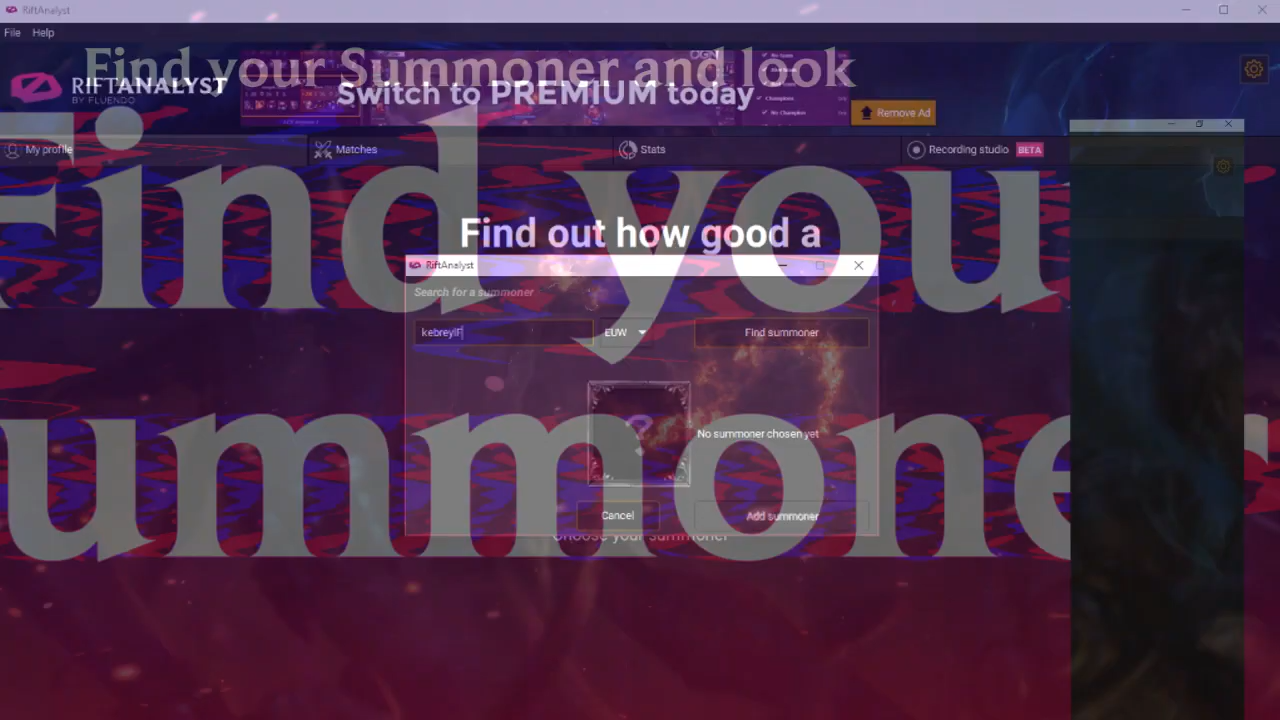 RiftAnalyst
File Help
Find your Summoner and look
RIFTANALYST
BY FLUENDO
Switch to PREMIUM today
Remove Ad
My profile
Matches
Stats
Recording studio BETA
Find you
Find out how good a
RiftAnalyst
Search for a summoner
EUW
Find summoner
No summoner chosen yet
ummone
Cancel
Add summoner
Choose your summoner